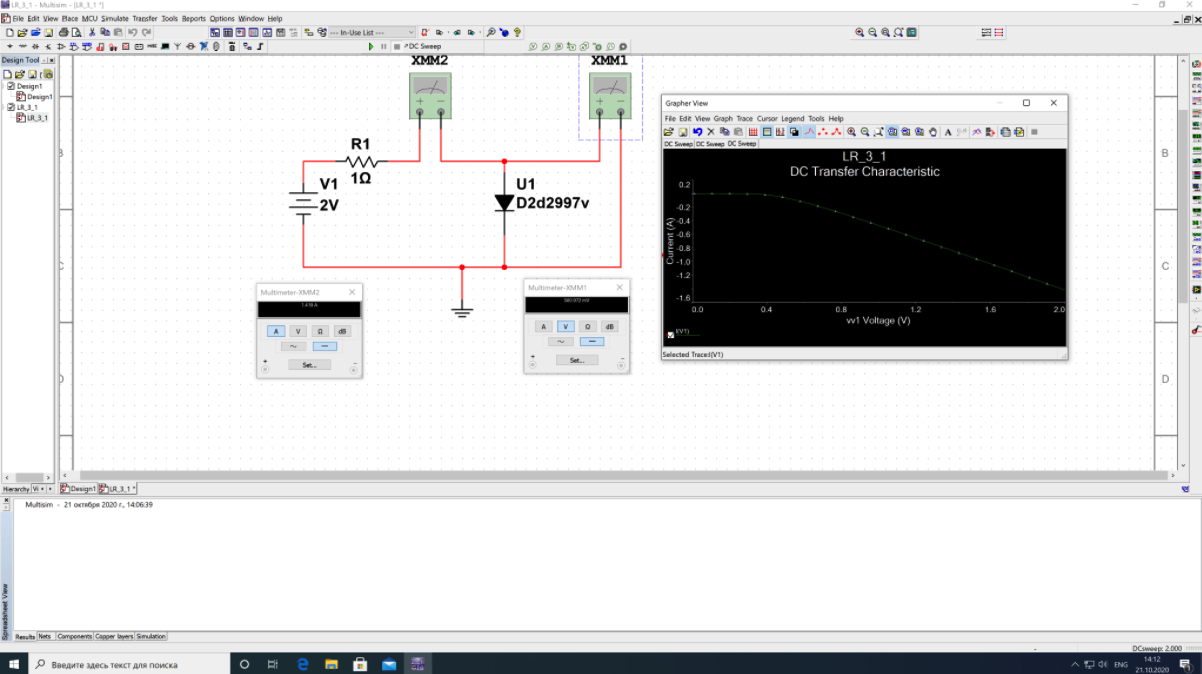 LR_3_1 - Multisim - [LR_3_1 *]
File Edit View Place MCU Simulate Transfer Tools Reports Options Window Help
--- In-Use List ---
DC Sweep
Design Tool
Design1
Design1
LR_3_1
LR_3_1
XMM2
XMM1
R1
1Ω
V1
2V
U1
D2d2997v
B
C
D
B
C
D
Multimeter-XMM2
1.419 A
A V Ω dB
~ —
+ Set... -
Multimeter-XMM1
A V Ω dB
~ —
+ Set... -
Grapher View
File Edit View Graph Trace Cursor Legend Tools Help
DC Sweep DC Sweep DC Sweep
LR_3_1
DC Transfer Characteristic
Current (A)
0.2
-0.2
-0.4
-0.6
-0.8
-1.0
-1.2
-1.6
0.0 0.4 0.8 1.2 1.6 2.0
vv1 Voltage (V)
I(V1)
Selected Trace:I(V1)
Hierarchy Vi
Design1 LR_3_1 *
Multisim - 21 октября 2020 г., 14:06:39
Spreadsheet View
Results Nets Components Copper layers Simulation
DCsweep: 2.000
Введите здесь текст для поиска
ENG
14:12
21.10.2020